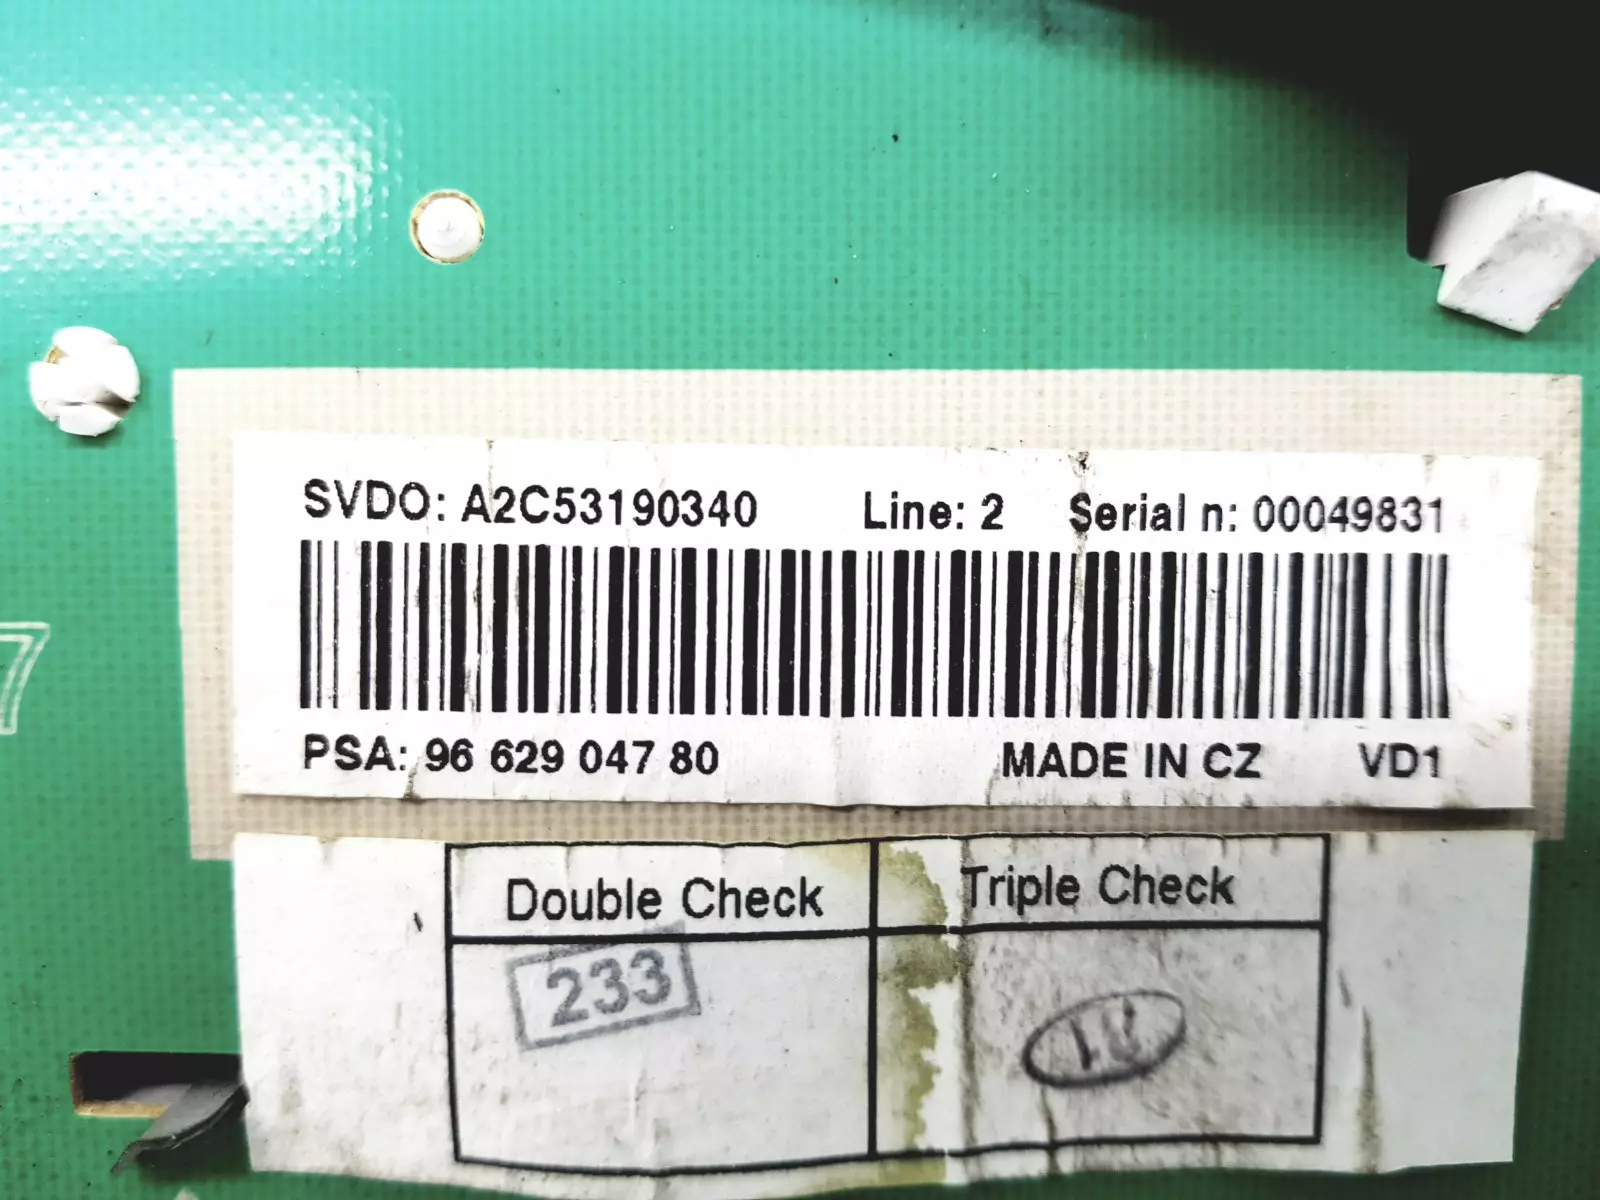 SVDO: A2C53190340 Line: 2 Serial n: 00049831
7
PSA: 96 629 047 80 MADE IN CZ VD1
Double Check Triple Check
233